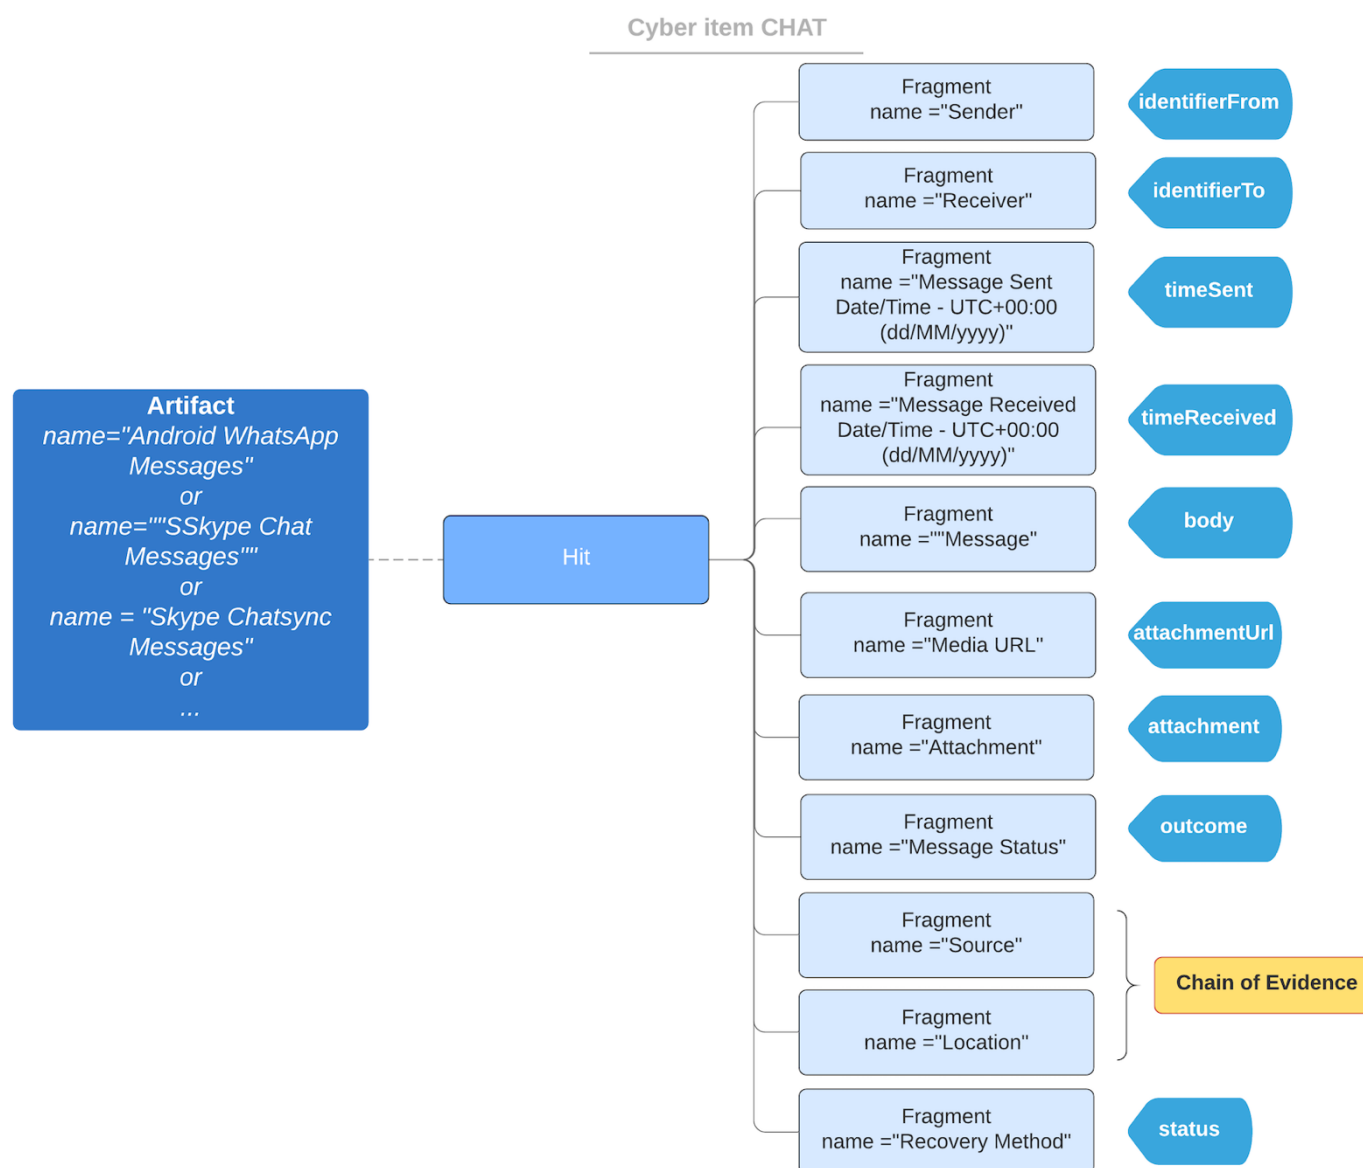 Cyber item CHAT
Fragment
name ="Sender"
identifierFrom
Fragment
name ="Receiver"
identifierTo
Fragment
name ="Message Sent
Date/Time - UTC+00:00
(dd/MM/yyyy)"
timeSent
Fragment
name ="Message Received
Date/Time - UTC+00:00
(dd/MM/yyyy)"
timeReceived
Artifact
name="Android WhatsApp
Messages"
or
name=""SSkype Chat
Messages""
or
name = "Skype Chatsync
Messages"
or
...
Hit
Fragment
name =""Message"
body
Fragment
name ="Media URL"
attachmentUrl
Fragment
name ="Attachment"
attachment
Fragment
name ="Message Status"
outcome
Fragment
name ="Source"
Fragment
name ="Location"
Chain of Evidence
Fragment
name ="Recovery Method"
status